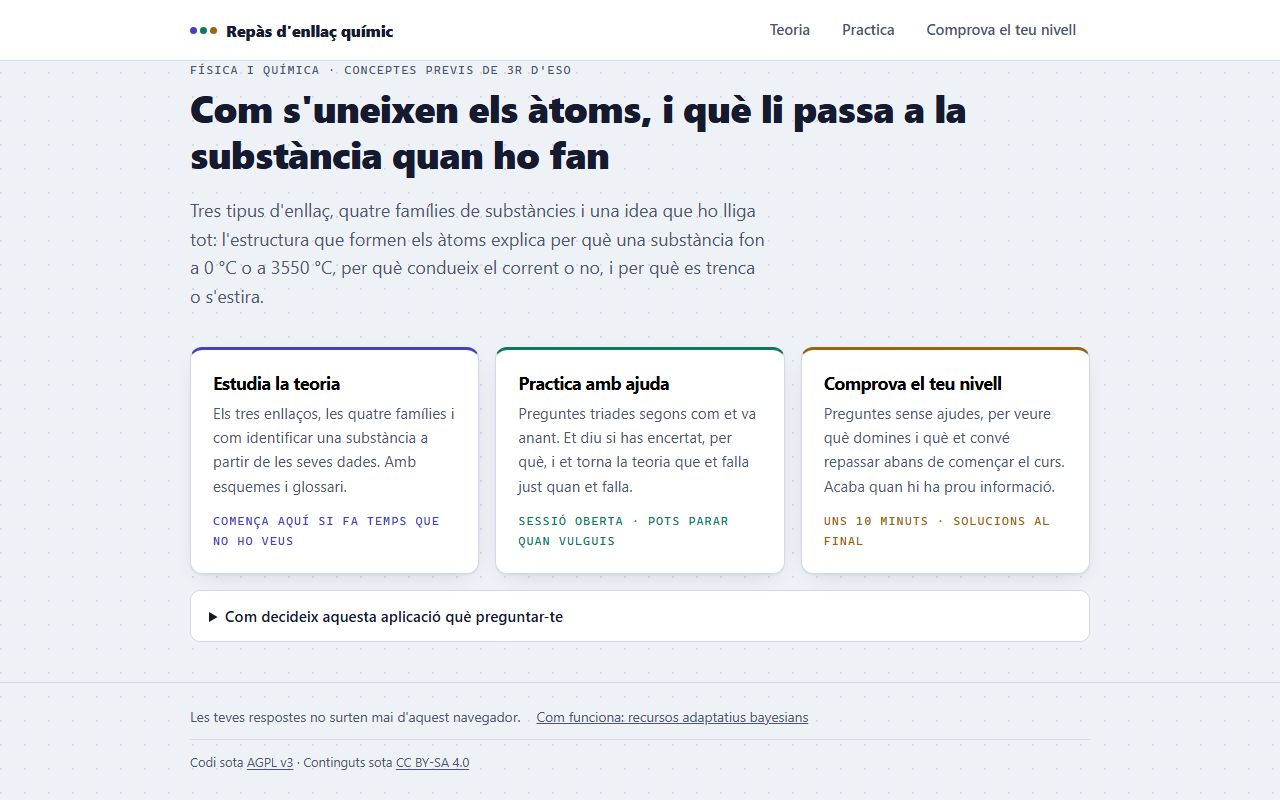 Repàs d'enllaç químic
Teoria
Practica
Comprova el teu nivell
FÍSICA I QUÍMICA · CONCEPTES PREVIS DE 3R D'ESO
Com s'uneixen els àtoms, i què li passa a la
substància quan ho fan
Tres tipus d'enllaç, quatre famílies de substàncies i una idea que ho lliga
tot: l'estructura que formen els àtoms explica per què una substància fon
a 0 °C o a 3550 °C, per què condueix el corrent o no, i per què es trenca
o s'estira.
Estudia la teoria
Els tres enllaços, les quatre famílies i
com identificar una substància a
partir de les seves dades. Amb
esquemes i glossari.
COMENÇA AQUÍ SI FA TEMPS QUE
NO HO VEUS
Practica amb ajuda
Preguntes triades segons com et va
anant. Et diu si has encertat, per
què, i et torna la teoria que et falla
just quan et falla.
SESSIÓ OBERTA · POTS PARAR
QUAN VULGUIS
Comprova el teu nivell
Preguntes sense ajudes, per veure
què domines i què et convé
repassar abans de començar el curs.
Acaba quan hi ha prou informació.
UNS 10 MINUTS · SOLUCIONS AL
FINAL
▶ Com decideix aquesta aplicació què preguntar-te
Les teves respostes no surten mai d'aquest navegador. Com funciona: recursos adaptatius bayesians
Codi sota AGPL v3 · Continguts sota CC BY-SA 4.0